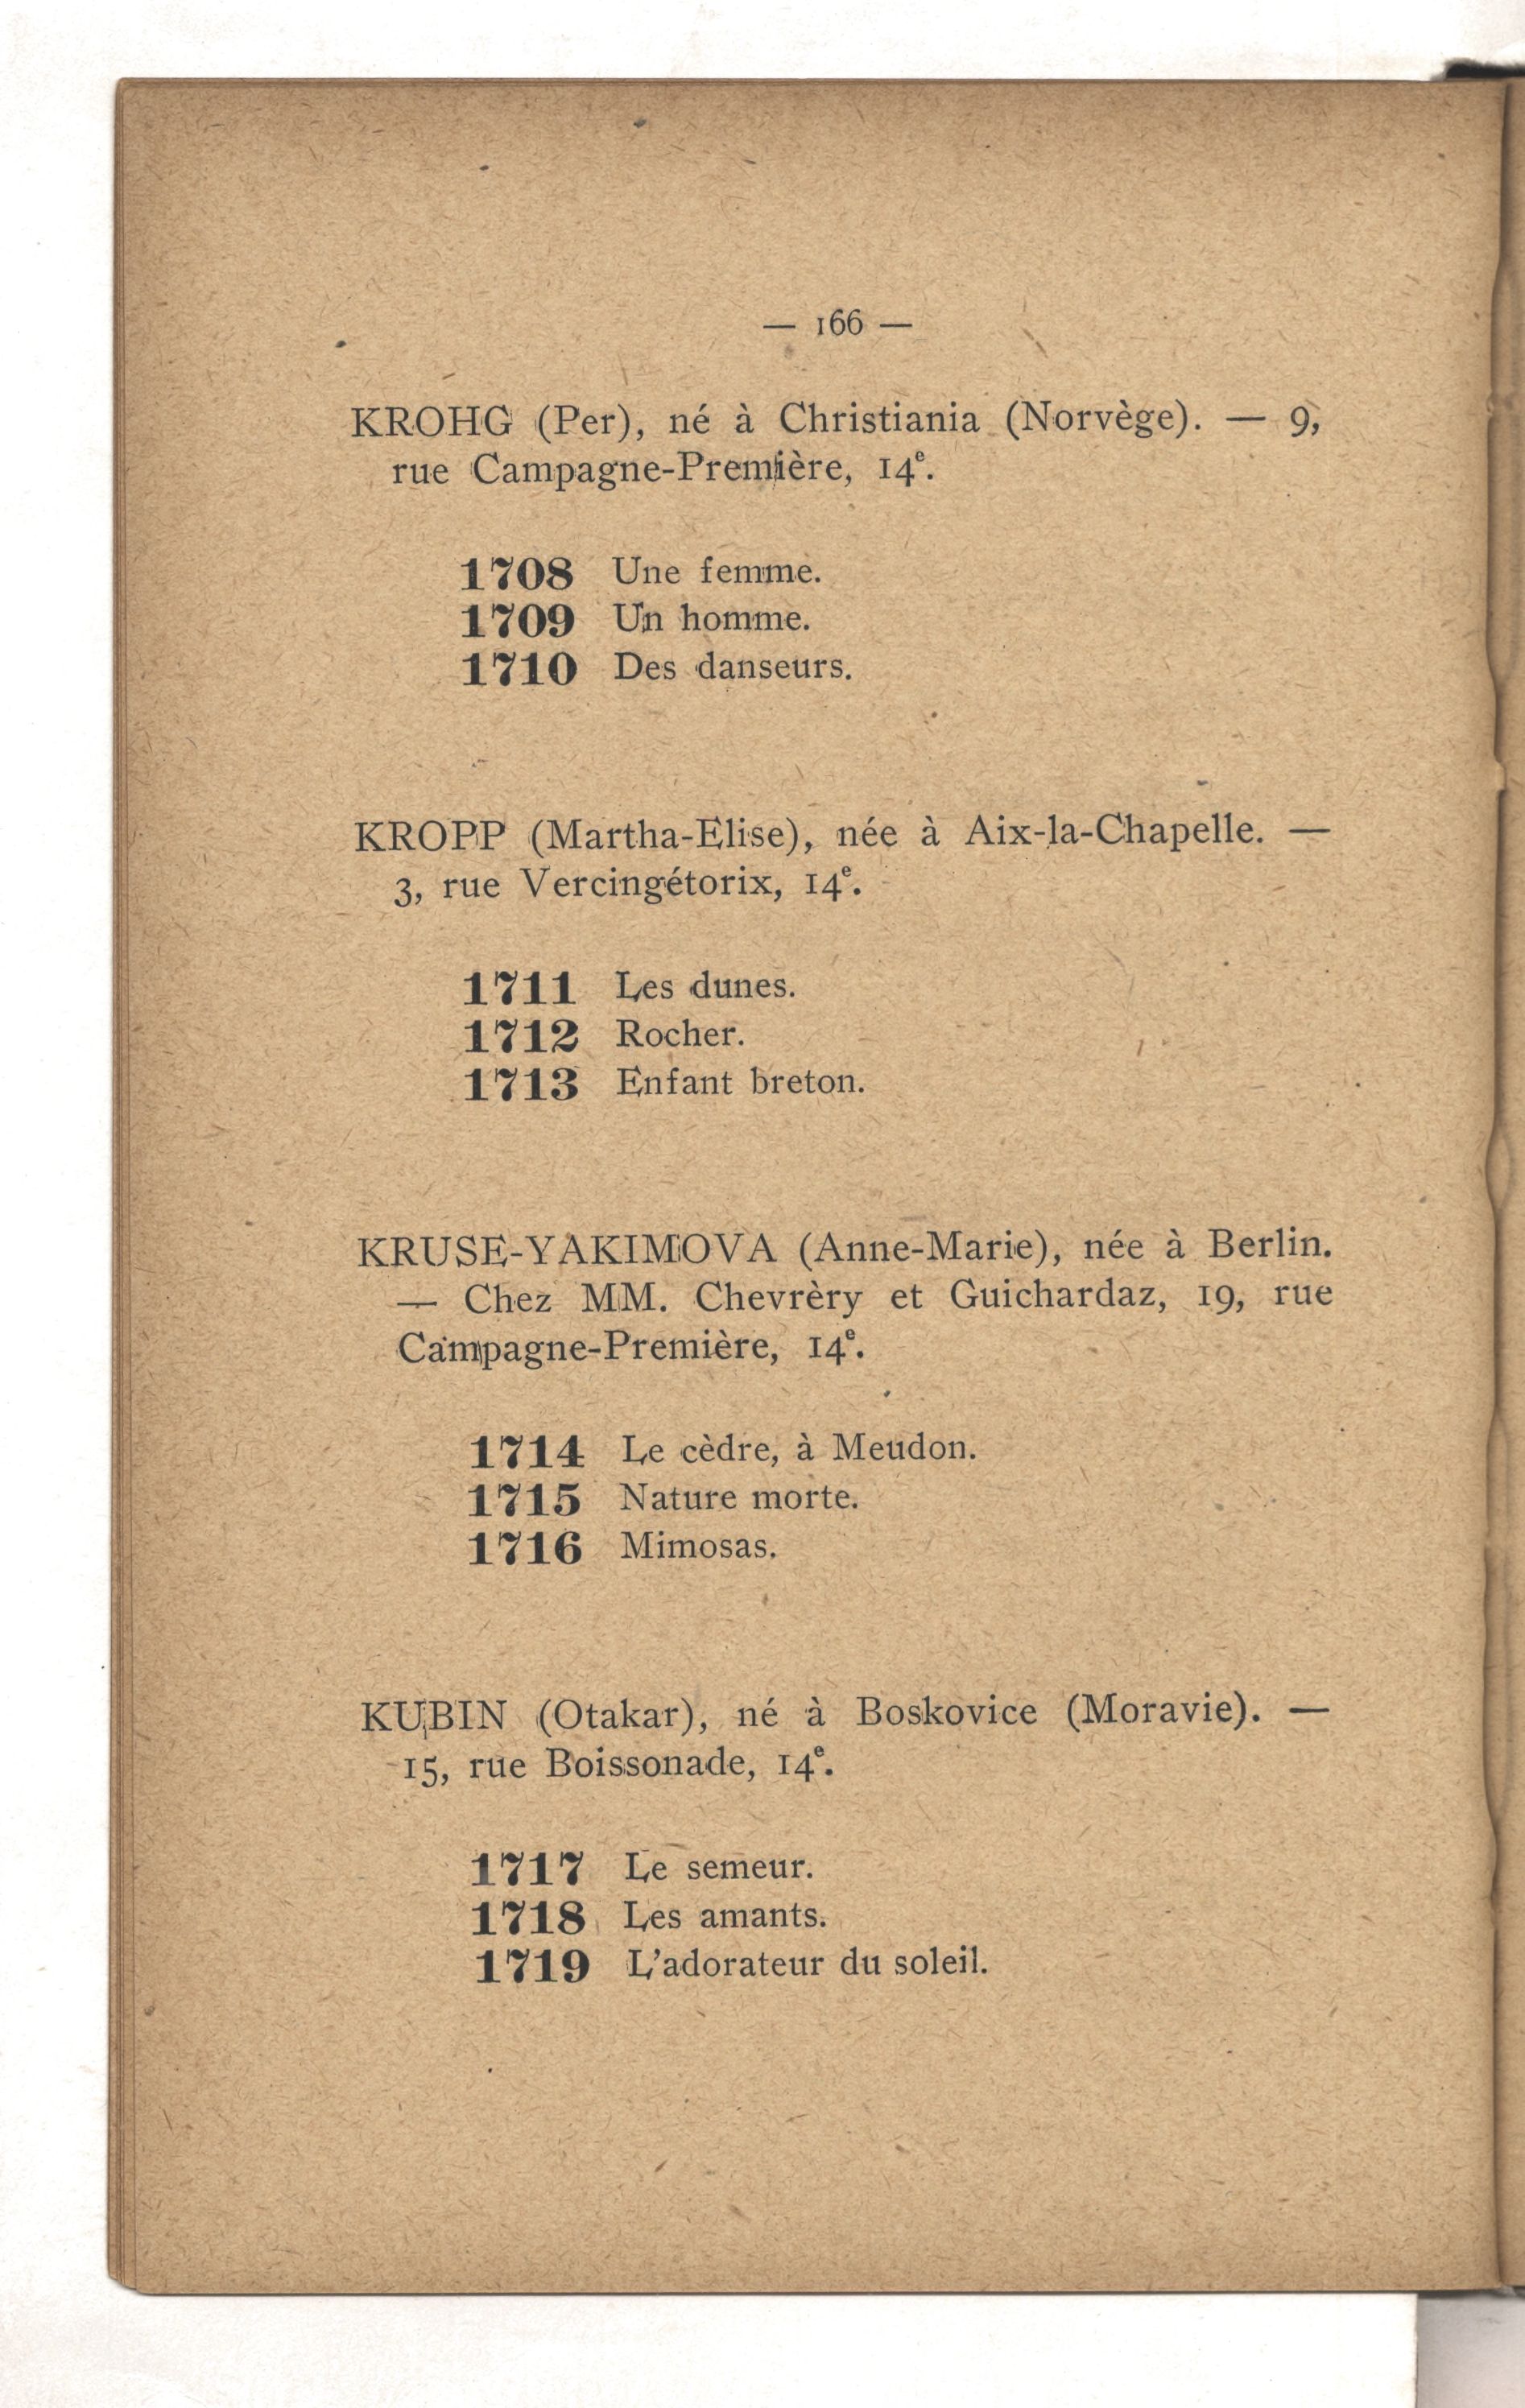 — 166 —
KROHG (Per), né à Christiania (Norvège). — 9,
rue Campagne-Première, 14e.
1708 Une femme.
1709 Un homme.
1710 Des danseurs.
KROPP (Martha-Elise), née à Aix-la-Chapelle. —
3, rue Vercingétorix, 14e.
1711 Les dunes.
1712 Rocher.
1713 Enfant breton.
KRUSE-YAKIMOVA (Anne-Marie), née à Berlin.
— Chez MM. Chevrèry et Guichardaz, 19, rue
Campagne-Première, 14e.
1714 Le cèdre, à Meudon.
1715 Nature morte.
1716 Mimosas.
KUBIN (Otakar), né à Boskovice (Moravie). —
15, rue Boissonade, 14e.
1717 Le semeur.
1718 Les amants.
1719 L'adorateur du soleil.